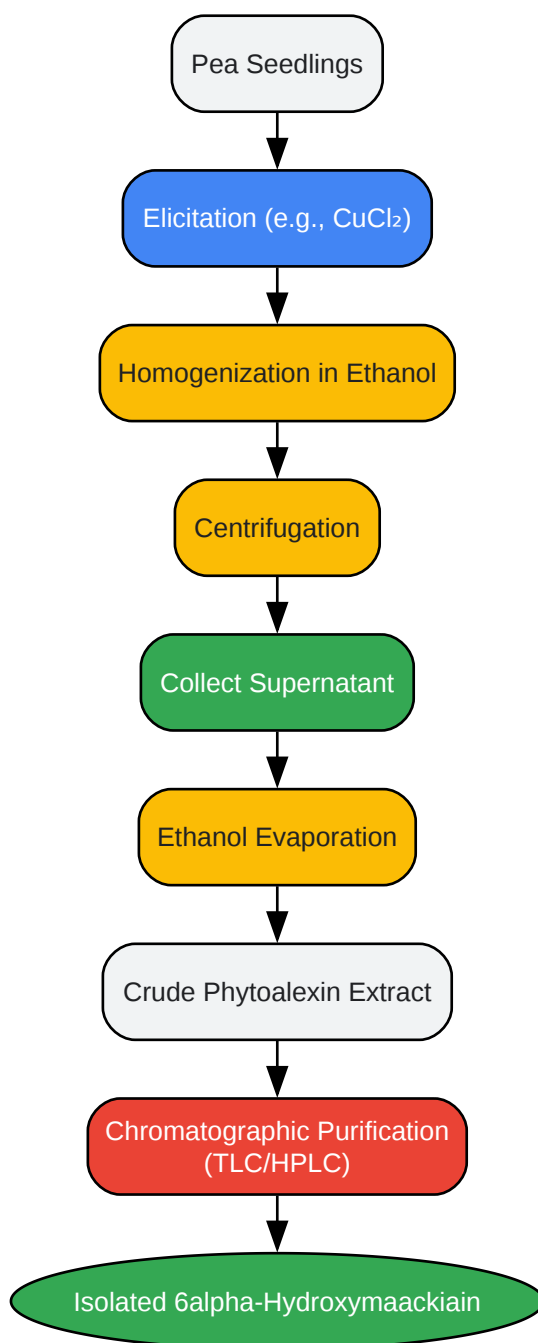 Pea Seedlings
Elicitation (e.g., CuCl₂)
Homogenization in Ethanol
Centrifugation
Collect Supernatant
Ethanol Evaporation
Crude Phytoalexin Extract
Chromatographic Purification
(TLC/HPLC)
Isolated 6alpha-Hydroxymaackiain